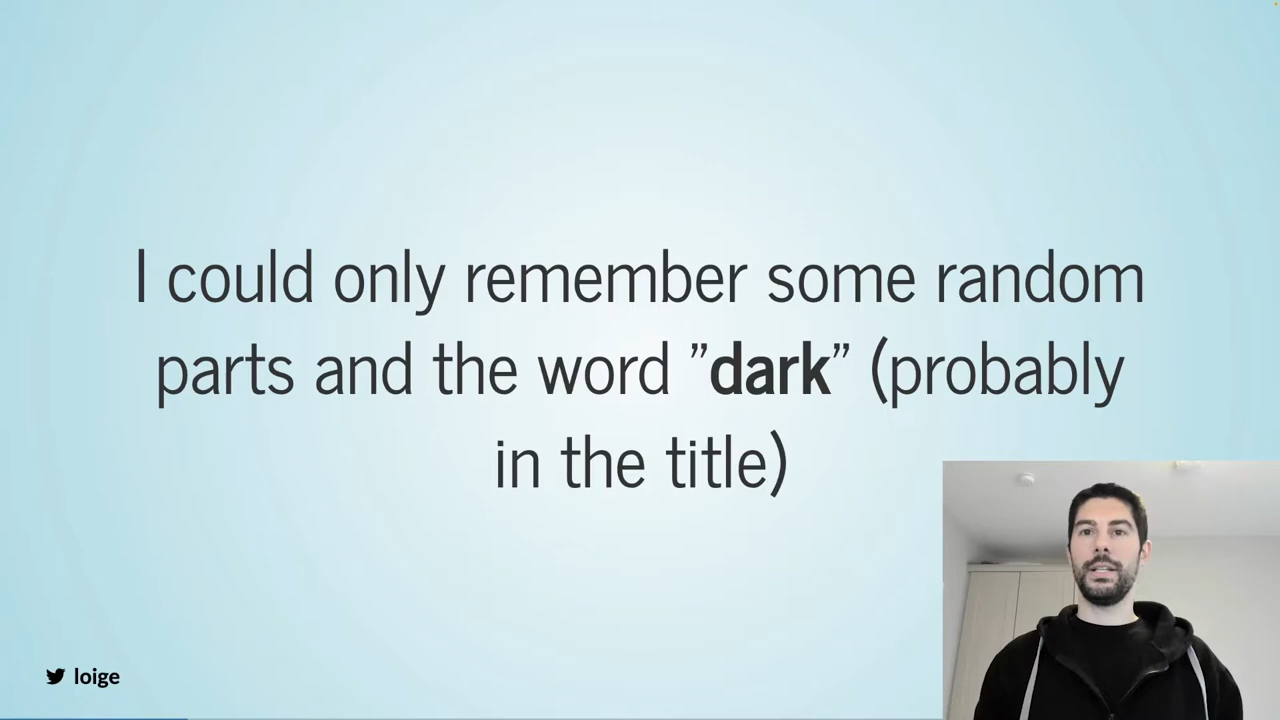 I could only remember some random
parts and the word ”dark” (probably
in the title)
loige